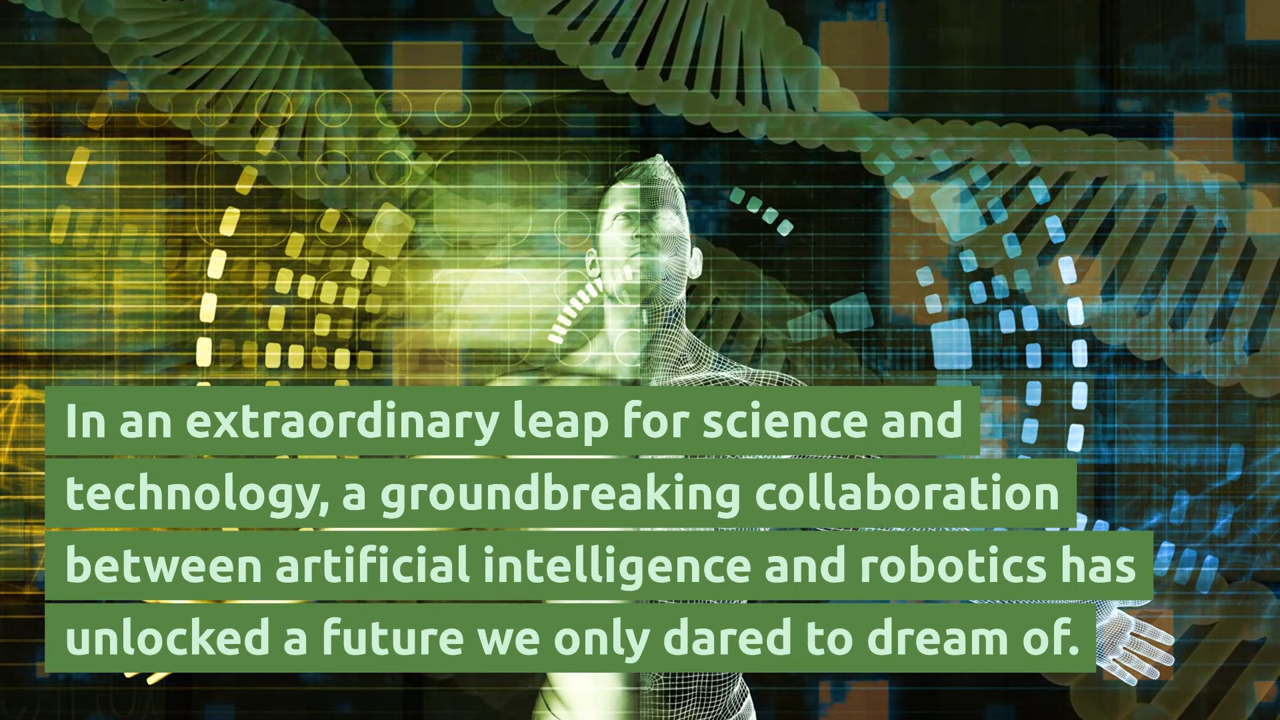 In an extraordinary leap for science and
technology, a groundbreaking collaboration
between artificial intelligence and robotics has
unlocked a future we only dared to dream of.